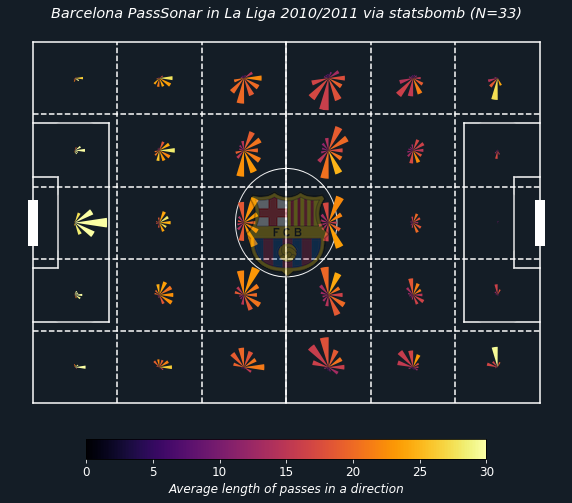 Barcelona PassSonar in La Liga 2010/2011 via statsbomb (N=33)
FCB
0 5 10 15 20 25 30
Average length of passes in a direction